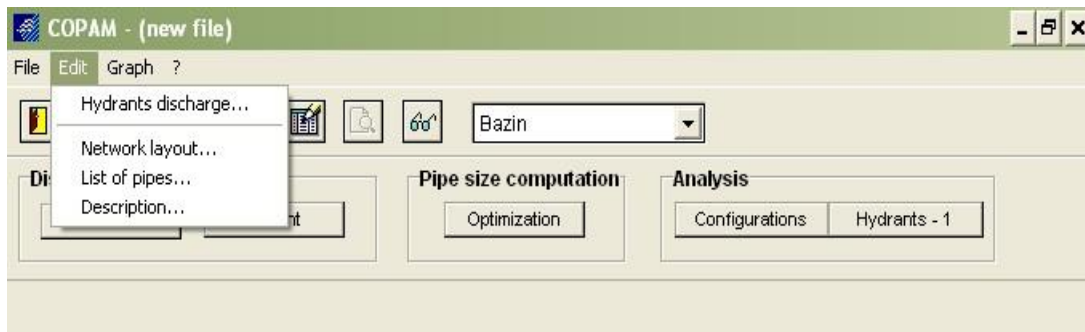 COPAM - (new file)
File Edit Graph ?
Hydrants discharge...
Network layout...
List of pipes...
Description...
Bazin
Di
nt
Pipe size computation
Optimization
Analysis
Configurations
Hydrants - 1